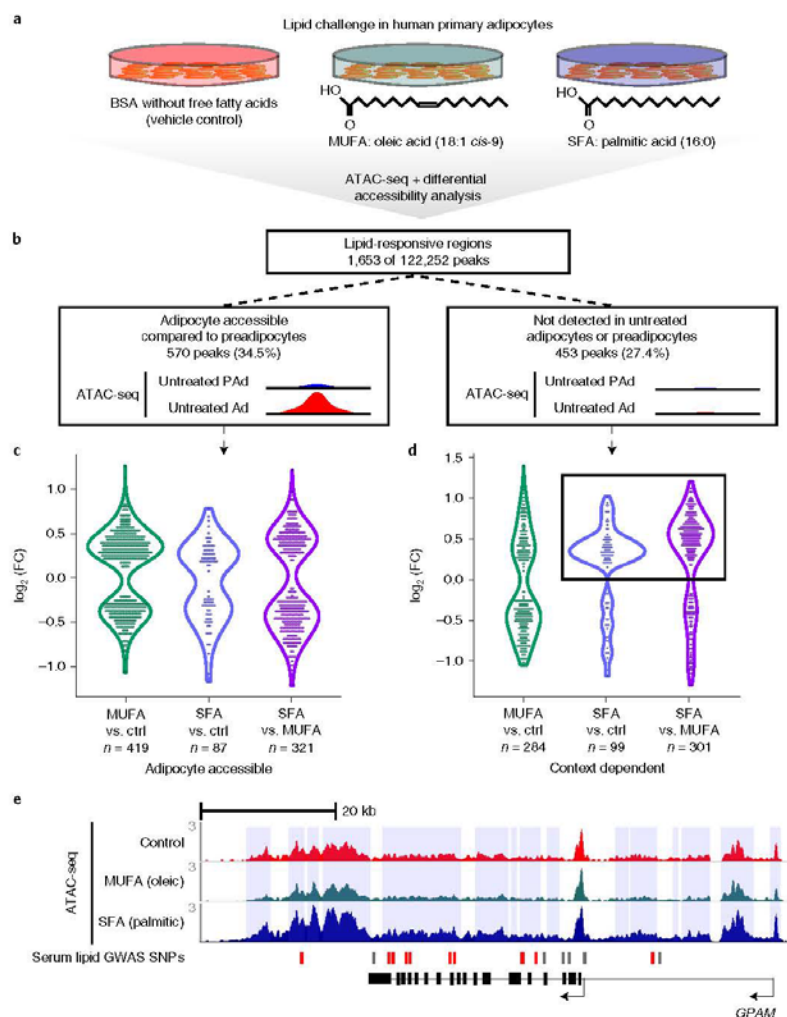 a
Lipid challenge in human primary adipocytes
BSA without free fatty acids
(vehicle control)
HO
O
MUFA: oleic acid (18:1 cis-9)
HO
O
SFA: palmitic acid (16:0)
ATAC-seq + differential
accessibility analysis
b
Lipid-responsive regions
1,653 of 122,252 peaks
Adipocyte accessible
compared to preadipocytes
570 peaks (34.5%)
ATAC-seq
Untreated PAd
Untreated Ad
Not detected in untreated
adipocytes or preadipocytes
453 peaks (27.4%)
ATAC-seq
Untreated PAd
Untreated Ad
c
log2 (FC)
1.0
0.5
0.0
−0.5
−1.0
MUFA
vs. ctrl
n = 419
SFA
vs. ctrl
n = 87
SFA
vs. MUFA
n = 321
Adipocyte accessible
d
log2 (FC)
1.5
1.0
0.5
0.0
−0.5
−1.0
MUFA
vs. ctrl
n = 284
SFA
vs. ctrl
n = 99
SFA
vs. MUFA
n = 301
Context dependent
e
20 kb
ATAC-seq
3
Control
3
MUFA (oleic)
3
SFA (palmitic)
Serum lipid GWAS SNPs
GPAM